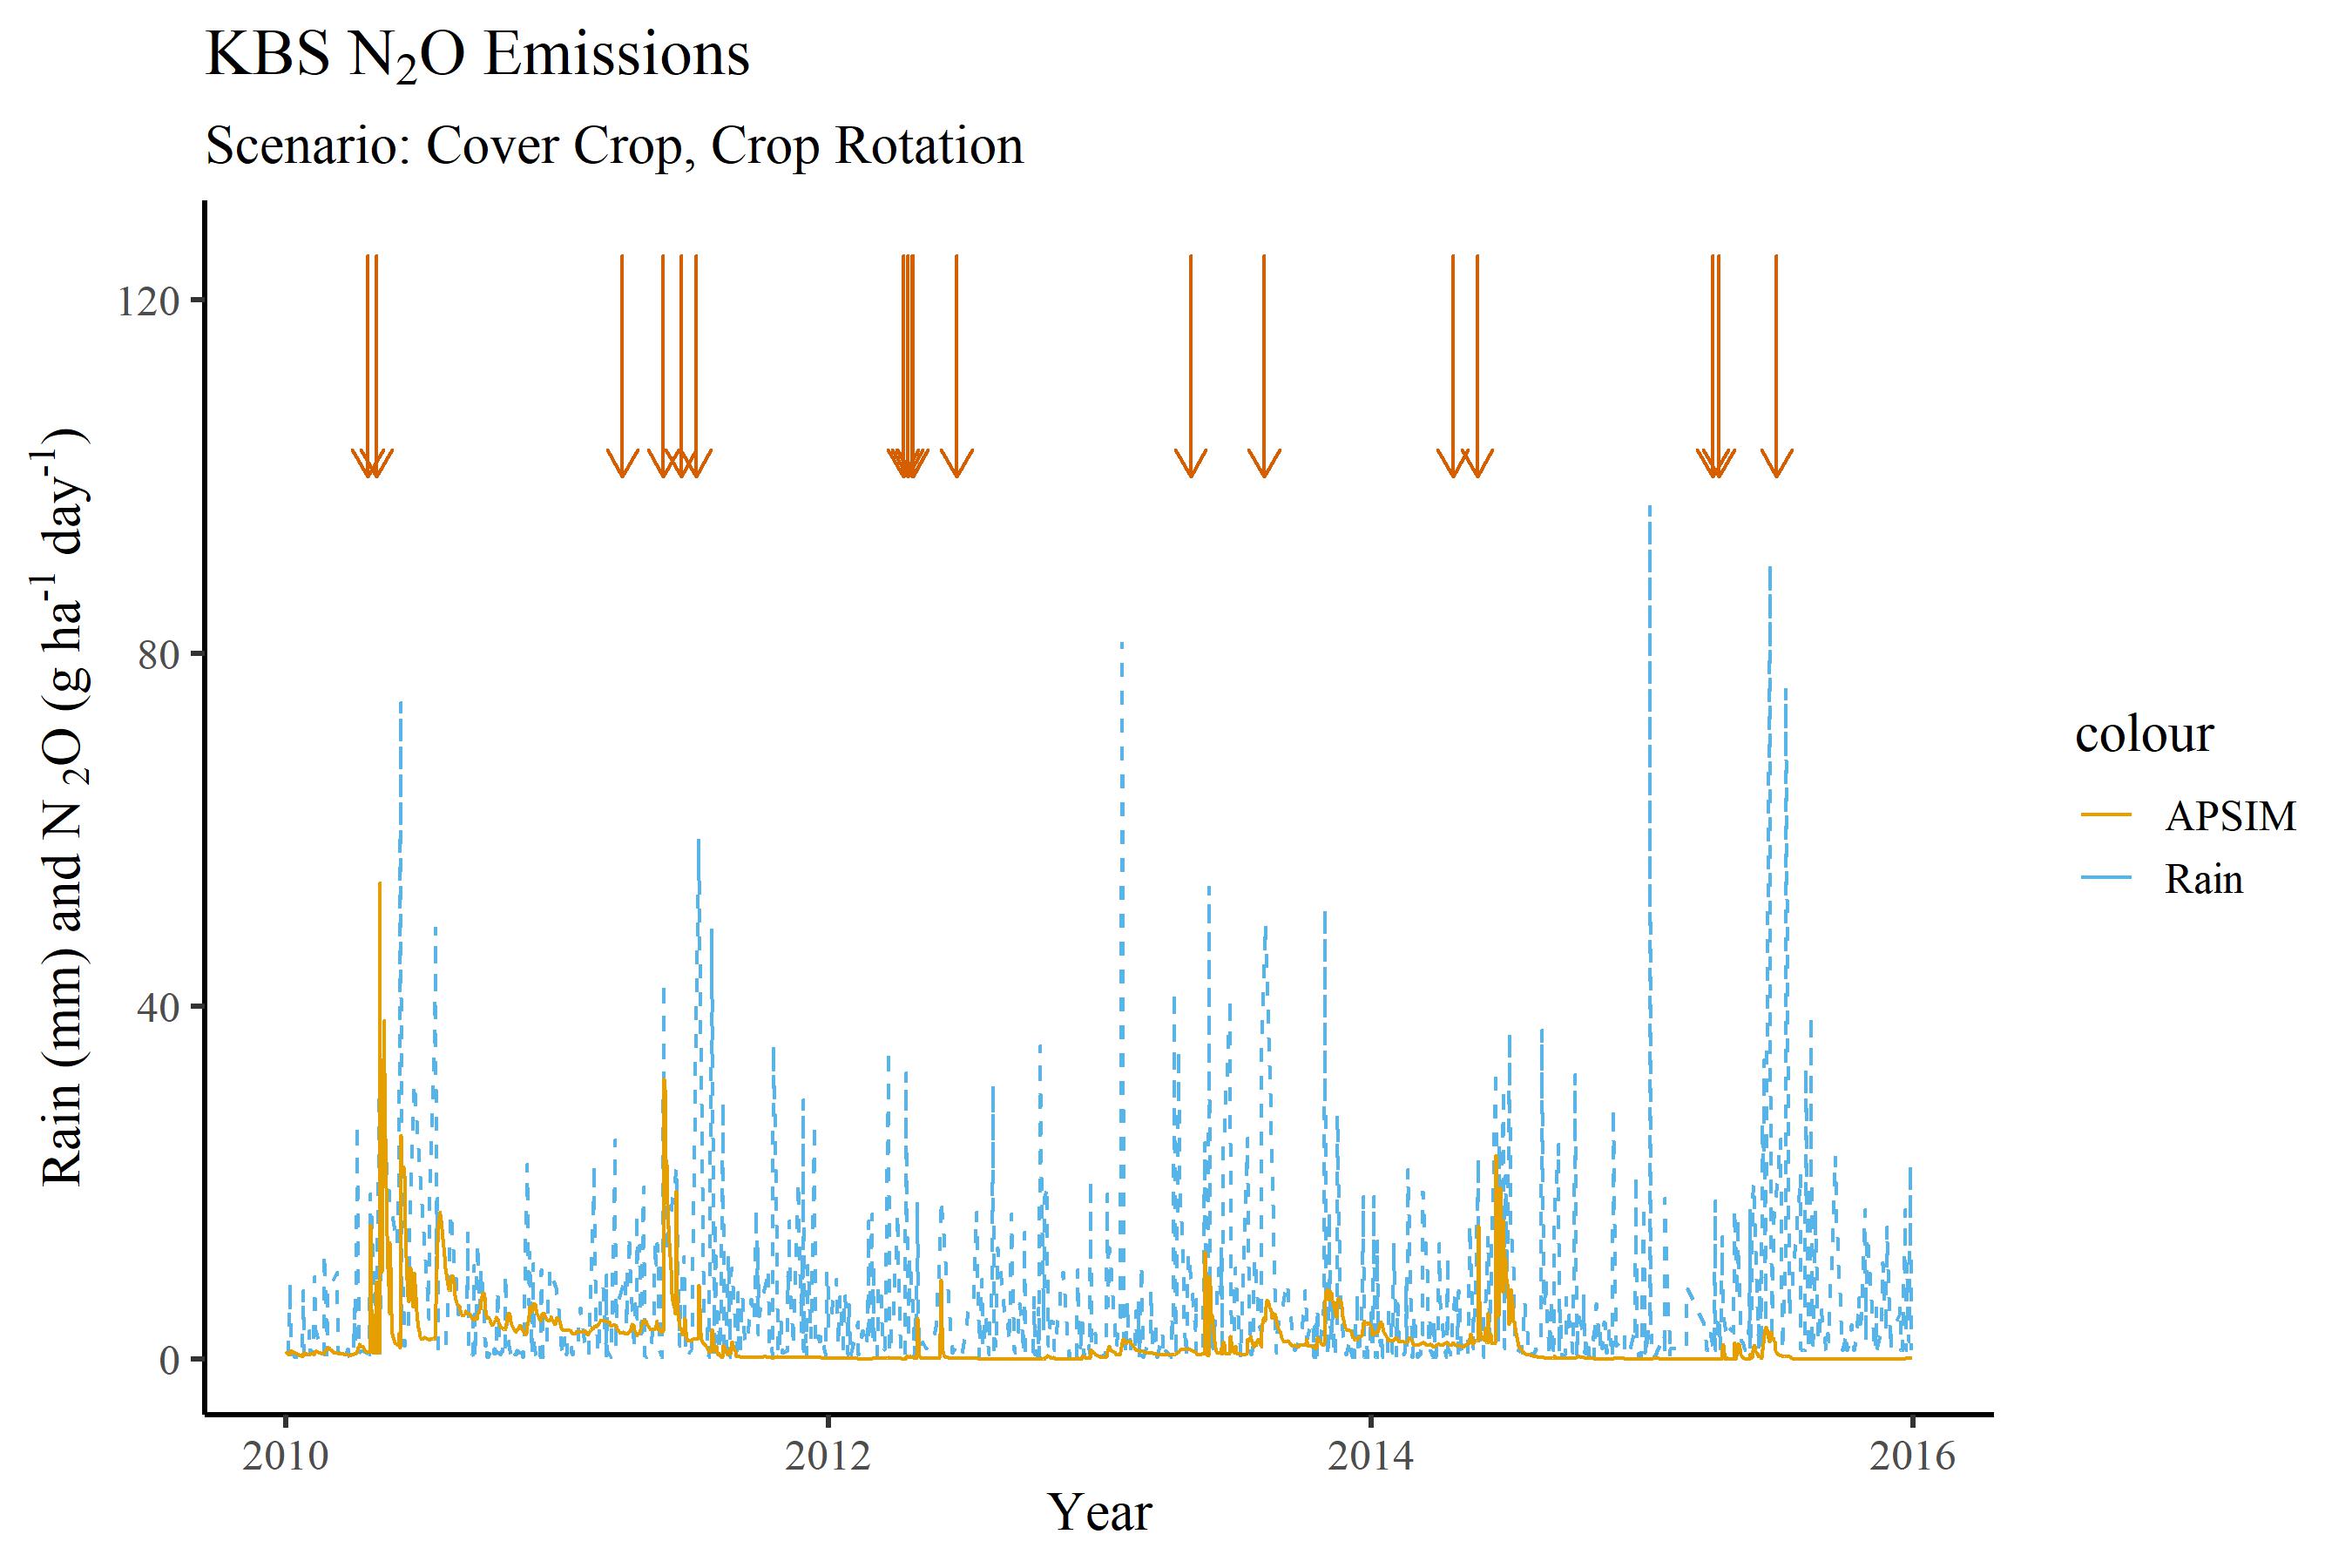 KBS N₂O Emissions
Scenario: Cover Crop, Crop Rotation
Rain (mm) and N ₂O (g ha⁻¹ day⁻¹)
120
80
40
0
2010
2012
2014
2016
Year
colour
APSIM
Rain